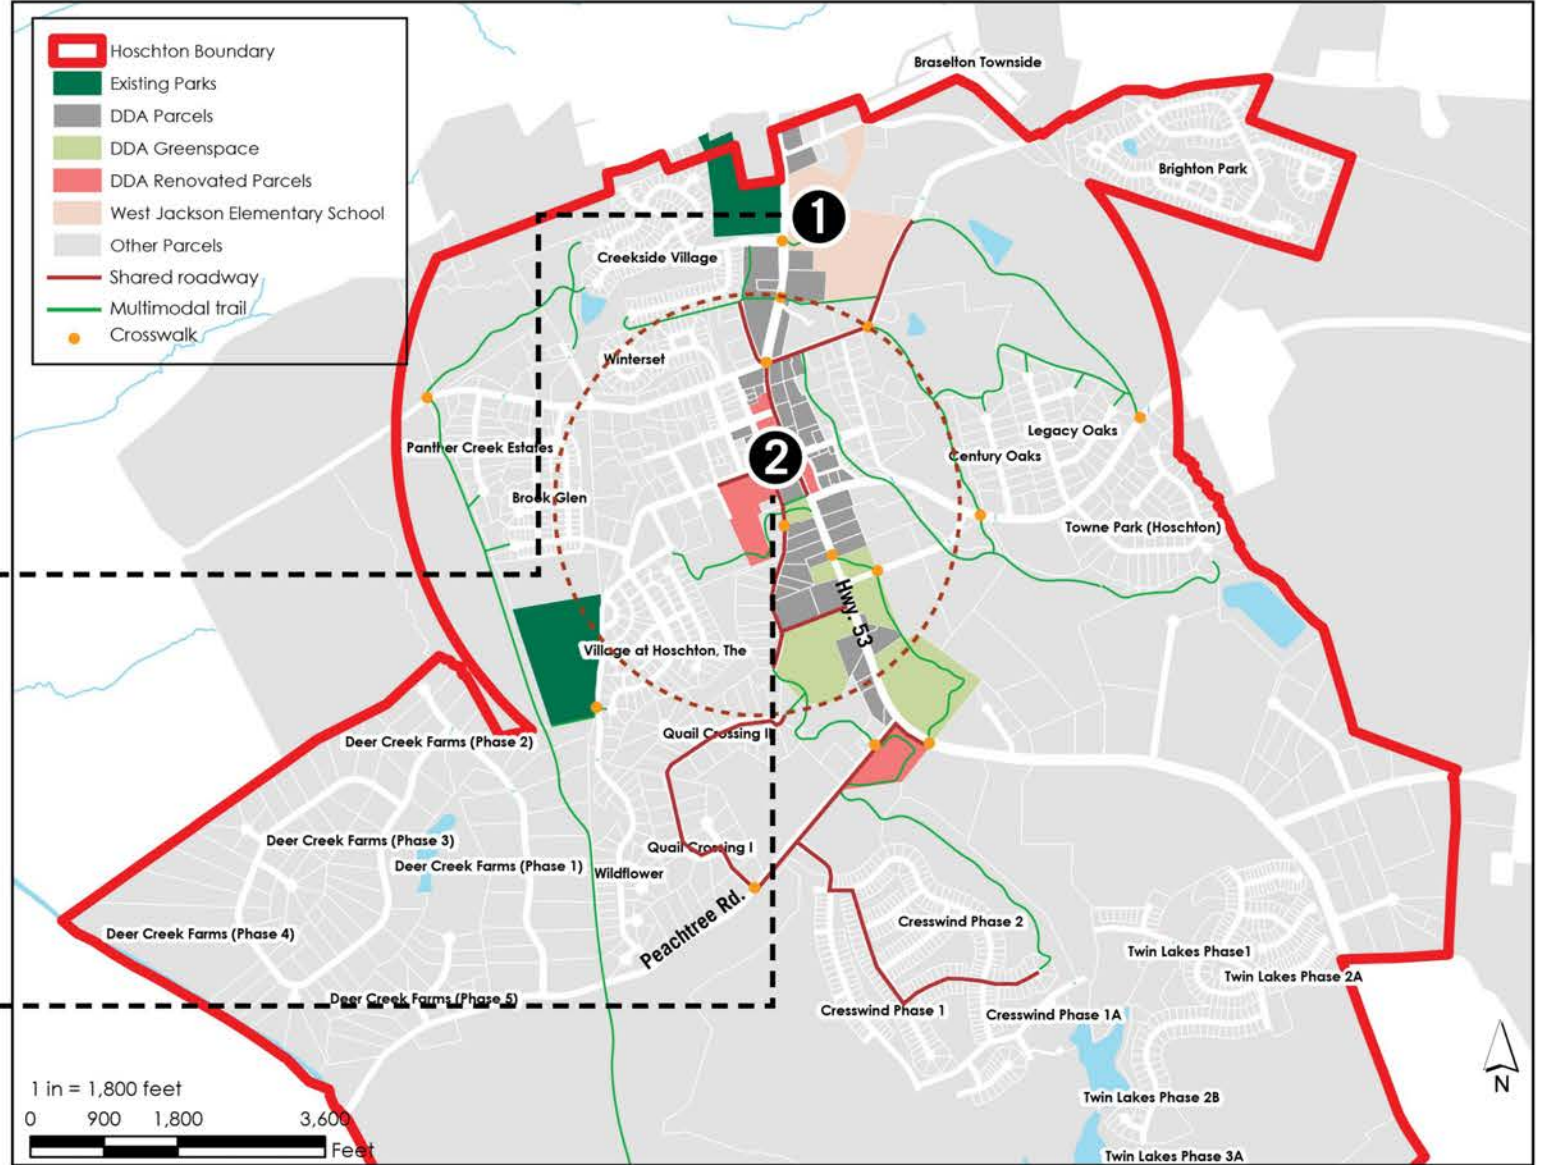 Hoschton Boundary
Existing Parks
DDA Parcels
DDA Greenspace
DDA Renovated Parcels
West Jackson Elementary School
Other Parcels
Shared roadway
Multimodal trail
Crosswalk
Braselton Townside
Brighton Park
1
Creekside Village
Winterset
Panther Creek Estates
Legacy Oaks
Century Oaks
2
Brook Glen
Towne Park (Hoschton)
Hwy. 53
Village at Hoschton, The
Quail Crossing II
Deer Creek Farms (Phase 2)
Deer Creek Farms (Phase 3)
Quail Crossing I
Deer Creek Farms (Phase 1)
Wildflower
Peachtree Rd.
Cresswind Phase 2
Deer Creek Farms (Phase 4)
Twin Lakes Phase1
Twin Lakes Phase 2A
Deer Creek Farms (Phase 5)
Cresswind Phase 1
Cresswind Phase 1A
Twin Lakes Phase 2B
Twin Lakes Phase 3A
1 in = 1,800 feet
0 900 1,800 3,600
Feet
N